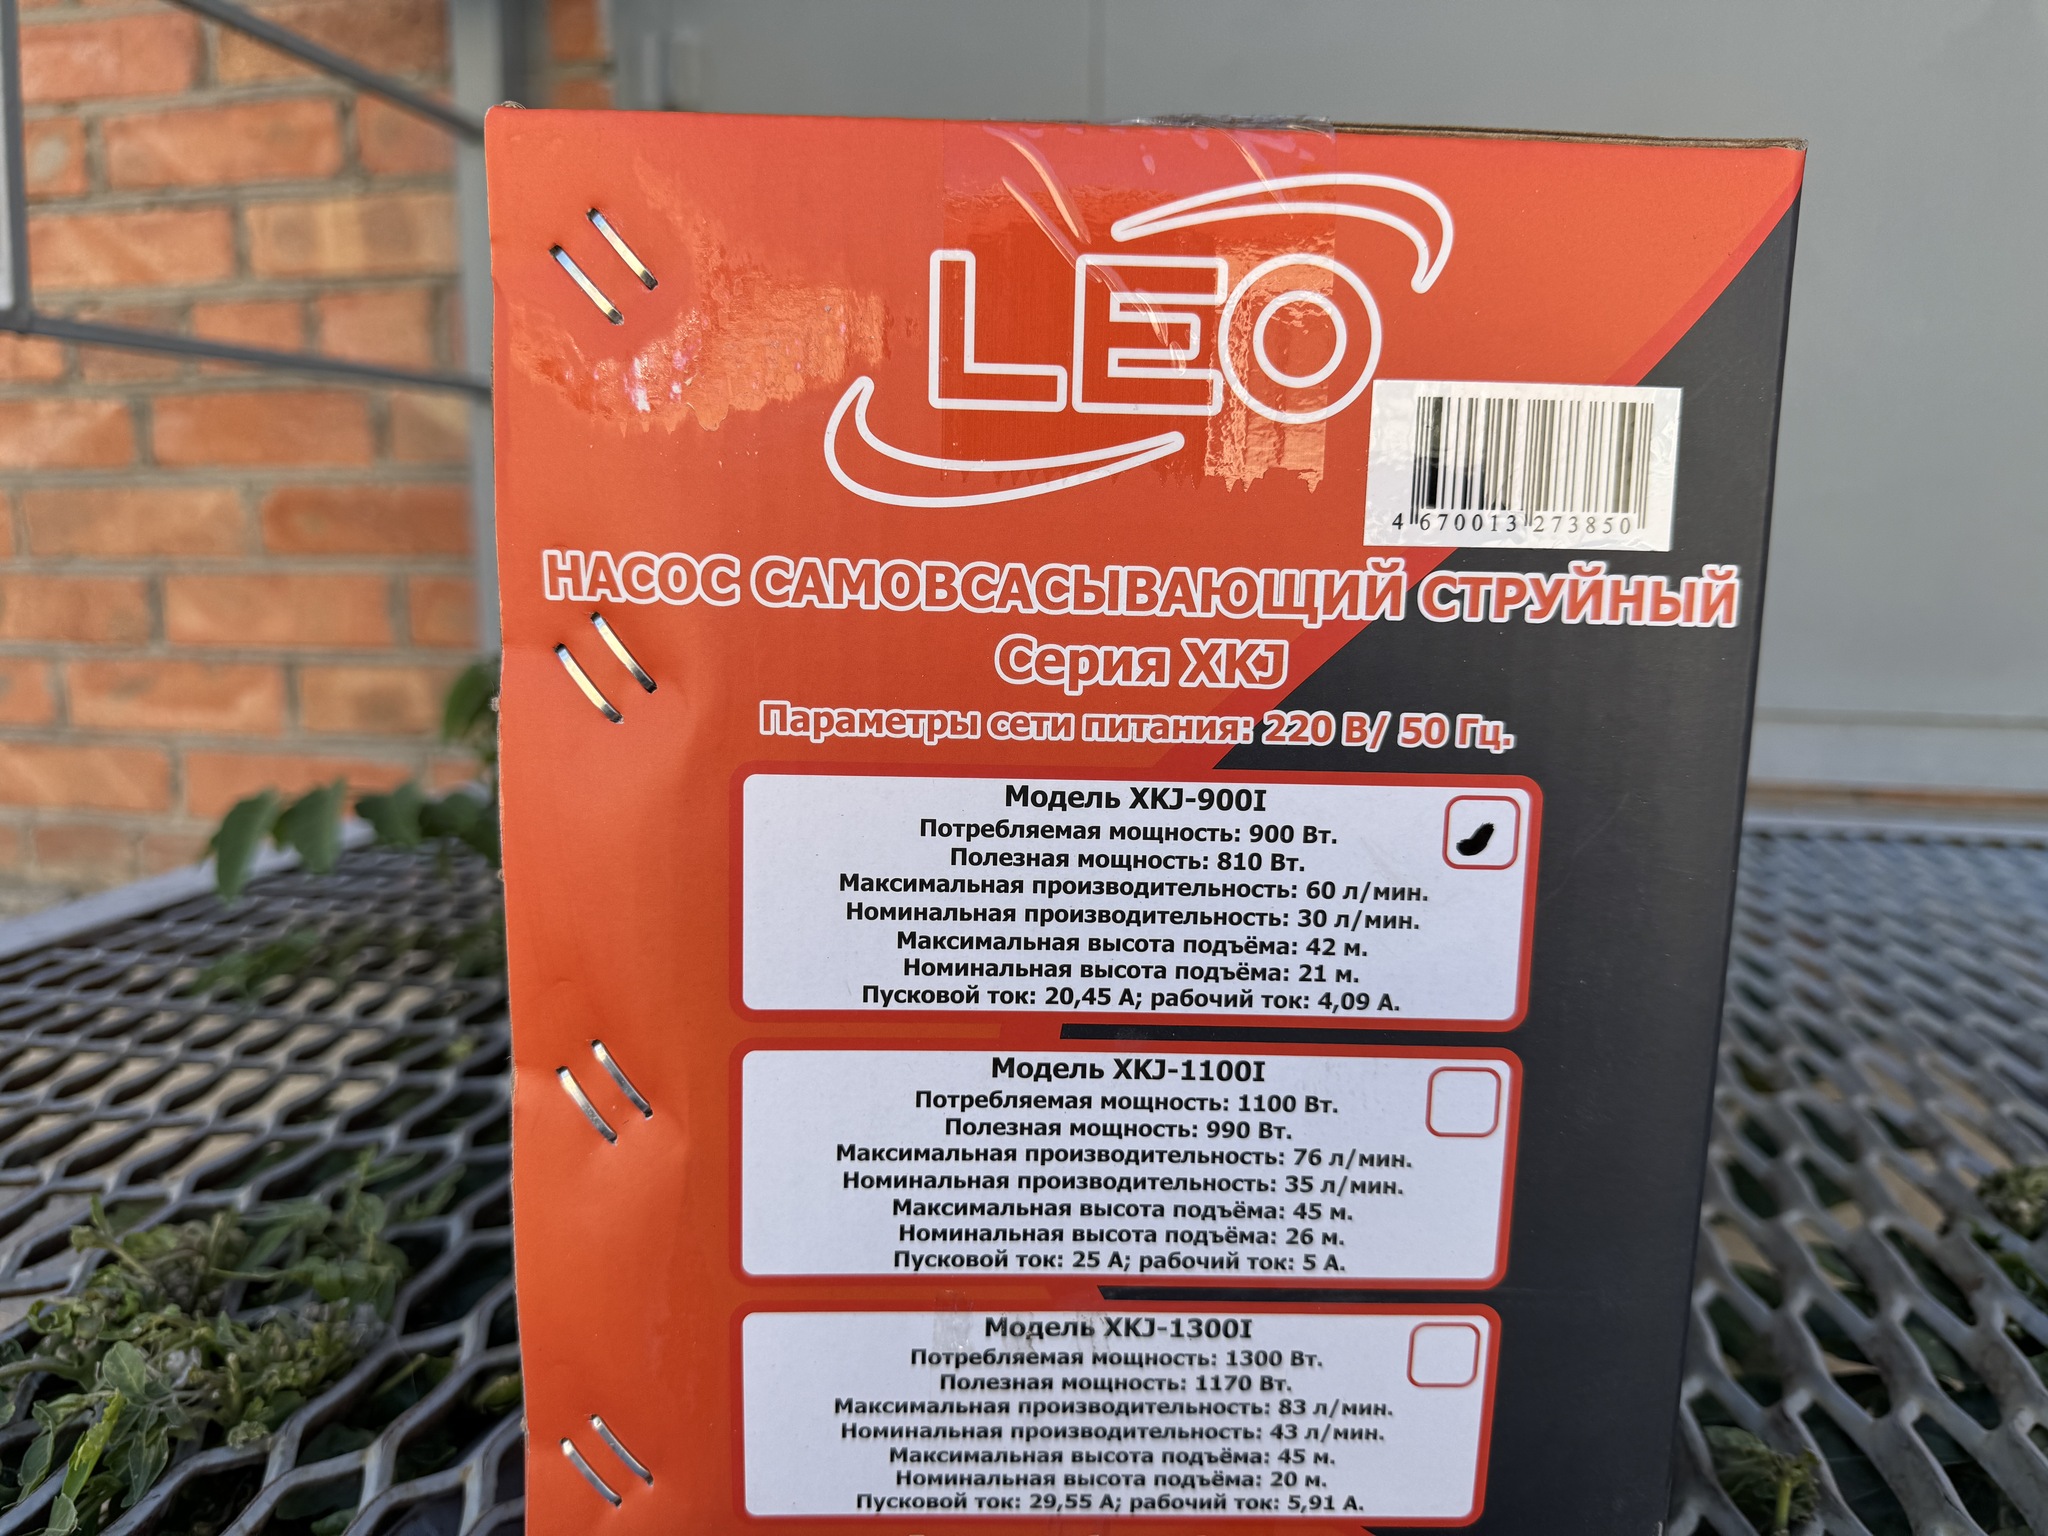 LEO
4 670013 273850
НАСОС САМОВСАСЫВАЮЩИЙ СТРУЙНЫЙ
Серия XKJ
Параметры сети питания: 220 В/ 50 Гц.
Модель XKJ-900I
Потребляемая мощность: 900 Вт.
Полезная мощность: 810 Вт.
Максимальная производительность: 60 л/мин.
Номинальная производительность: 30 л/мин.
Максимальная высота подъёма: 42 м.
Номинальная высота подъёма: 21 м.
Пусковой ток: 20,45 А; рабочий ток: 4,09 А.
Модель XKJ-1100I
Потребляемая мощность: 1100 Вт.
Полезная мощность: 990 Вт.
Максимальная производительность: 76 л/мин.
Номинальная производительность: 35 л/мин.
Максимальная высота подъёма: 45 м.
Номинальная высота подъёма: 26 м.
Пусковой ток: 25 А; рабочий ток: 5 А.
Модель XKJ-1300I
Потребляемая мощность: 1300 Вт.
Полезная мощность: 1170 Вт.
Максимальная производительность: 83 л/мин.
Номинальная производительность: 43 л/мин.
Максимальная высота подъёма: 45 м.
Номинальная высота подъёма: 20 м.
Пусковой ток: 29,55 А; рабочий ток: 5,91 А.